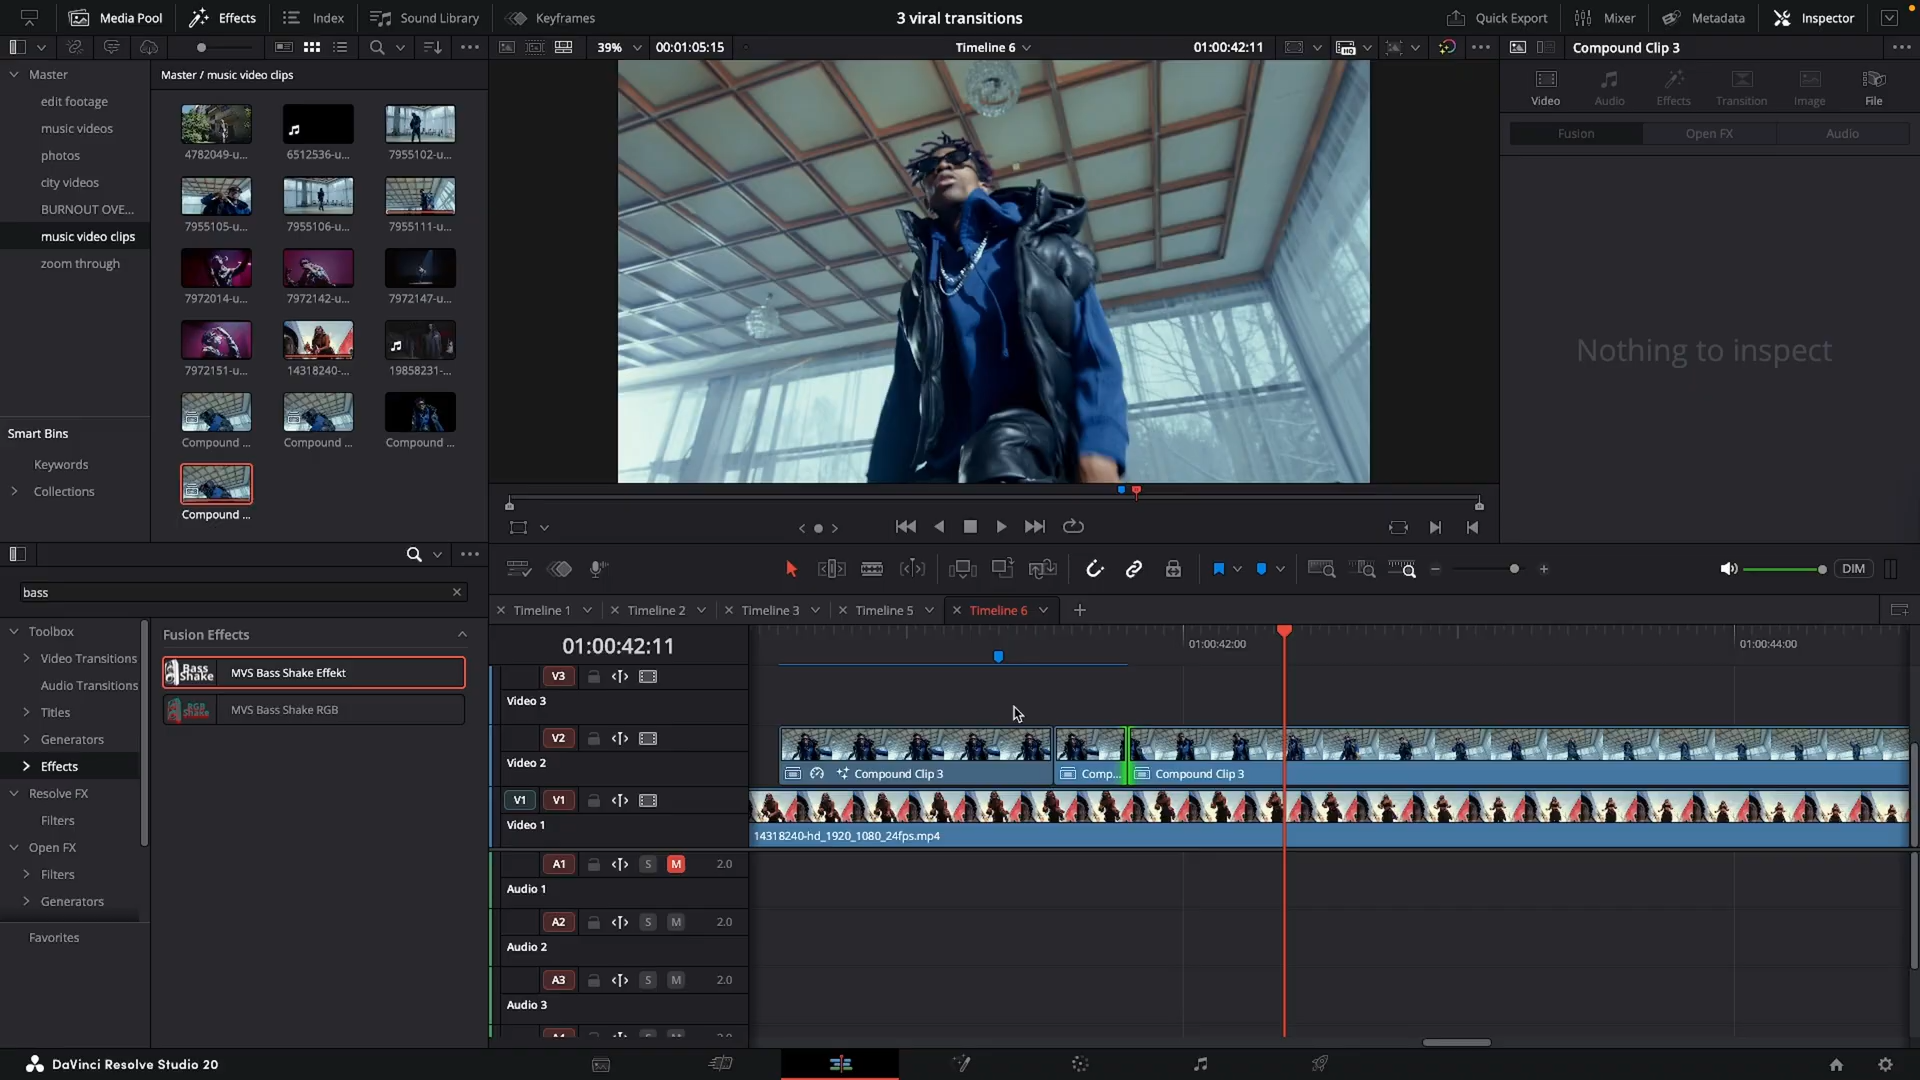 Media Pool
Effects
Index
Sound Library
Keyframes
3 viral transitions
Quick Export
Mixer
Metadata
Inspector
39%
00:01:05:15
Timeline 6
01:00:42:11
Compound Clip 3
Master
edit footage
music videos
photos
city videos
BURNOUT OVE...
music video clips
zoom through
Smart Bins
Keywords
Collections
Master / music video clips
4782049-u...
6512536-u...
7955102-u...
7955105-u...
7955106-u...
7955111-u...
7972014-u...
7972142-u...
7972147-u...
7972151-u...
14318240-...
19858231-...
Compound ...
Compound ...
Compound ...
Compound ...
Video
Audio
Effects
Transition
Image
File
Fusion
Open FX
Audio
Nothing to inspect
bass
Toolbox
Video Transitions
Audio Transitions
Titles
Generators
Effects
Resolve FX
Filters
Open FX
Filters
Generators
Favorites
Fusion Effects
Bass Shake
MVS Bass Shake Effekt
RGB Shake
MVS Bass Shake RGB
DIM
Timeline 1
Timeline 2
Timeline 3
Timeline 5
Timeline 6
01:00:42:11
01:00:42:00
01:00:44:00
V3
Video 3
V2
Video 2
Compound Clip 3
Comp...
Compound Clip 3
V1
V1
Video 1
14318240-hd_1920_1080_24fps.mp4
A1
S
M
2.0
Audio 1
A2
S
M
2.0
Audio 2
A3
S
M
2.0
Audio 3
DaVinci Resolve Studio 20